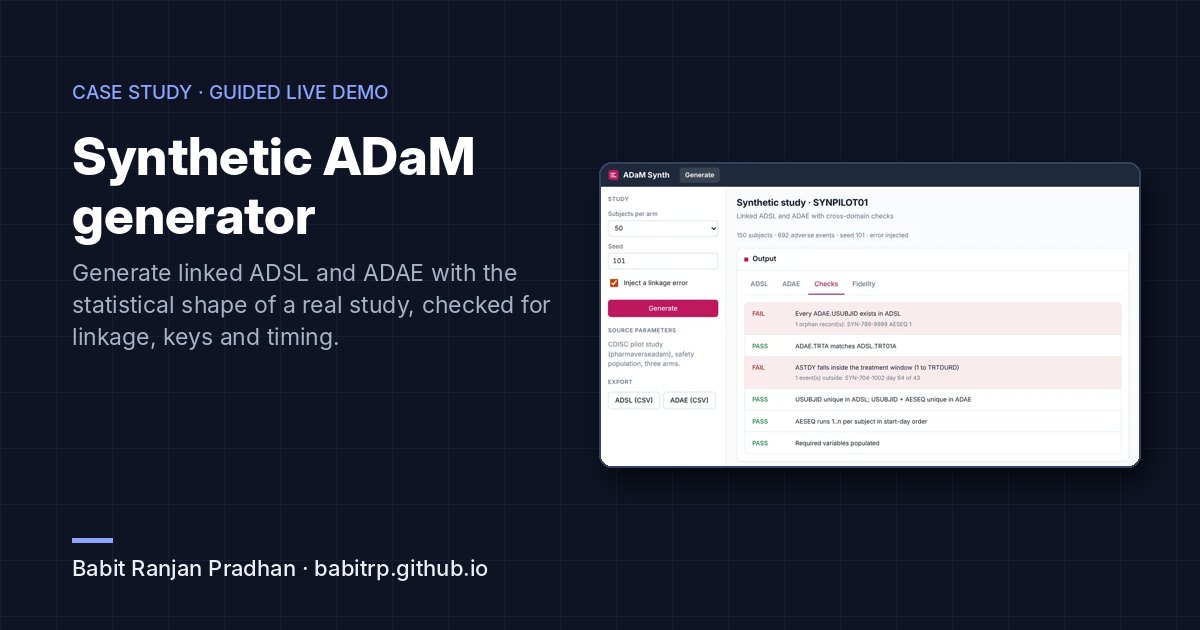 CASE STUDY · GUIDED LIVE DEMO
Synthetic ADaM
generator
Generate linked ADSL and ADAE with the
statistical shape of a real study, checked for
linkage, keys and timing.
Babit Ranjan Pradhan · babitrp.github.io
ADaM Synth
Generate
STUDY
Subjects per arm
50
Seed
101
Inject a linkage error
Generate
SOURCE PARAMETERS
CDISC pilot study
(pharmaverseadam), safety
population, three arms.
EXPORT
ADSL (CSV)
ADAE (CSV)
Synthetic study · SYNPILOT01
Linked ADSL and ADAE with cross-domain checks
150 subjects · 692 adverse events · seed 101 · error injected
Output
ADSL
ADAE
Checks
Fidelity
FAIL Every ADAE.USUBJID exists in ADSL
1 orphan record(s): SYN-799-9999 AESEQ 1
PASS ADAE.TRTA matches ADSL.TRT01A
FAIL ASTDY falls inside the treatment window (1 to TRTDURD)
1 event(s) outside: SYN-704-1002 day 64 of 43
PASS USUBJID unique in ADSL; USUBJID + AESEQ unique in ADAE
PASS AESEQ runs 1..n per subject in start-day order
PASS Required variables populated